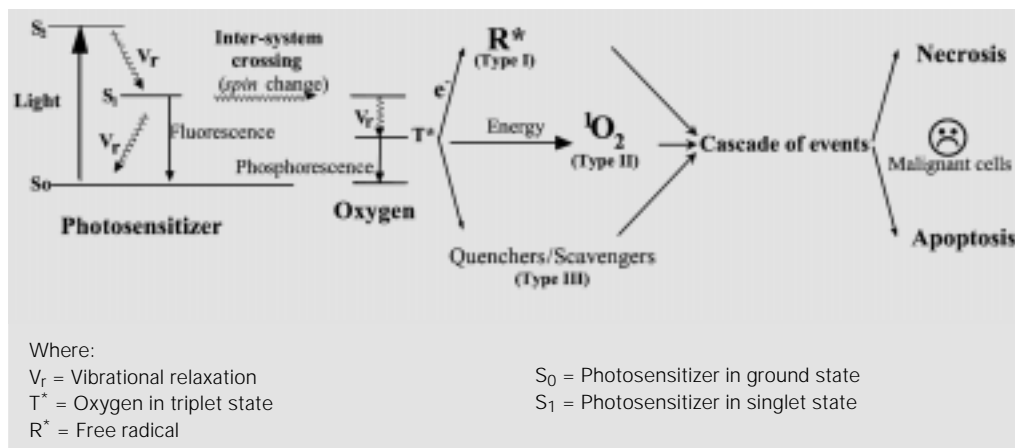 S₂
Vr
Inter-system
crossing
(spin change)
Light
S₁
Vr
Fluorescence
So
Photosensitizer
Vr
T*
Phosphorescence
Oxygen
e⁻
R*
(Type I)
Energy
¹O₂
(Type II)
Quenchers/Scavengers
(Type III)
Cascade of events
Necrosis
Malignant cells
Apoptosis
Where:
Vr = Vibrational relaxation
T* = Oxygen in triplet state
R* = Free radical
S₀ = Photosensitizer in ground state
S₁ = Photosensitizer in singlet state